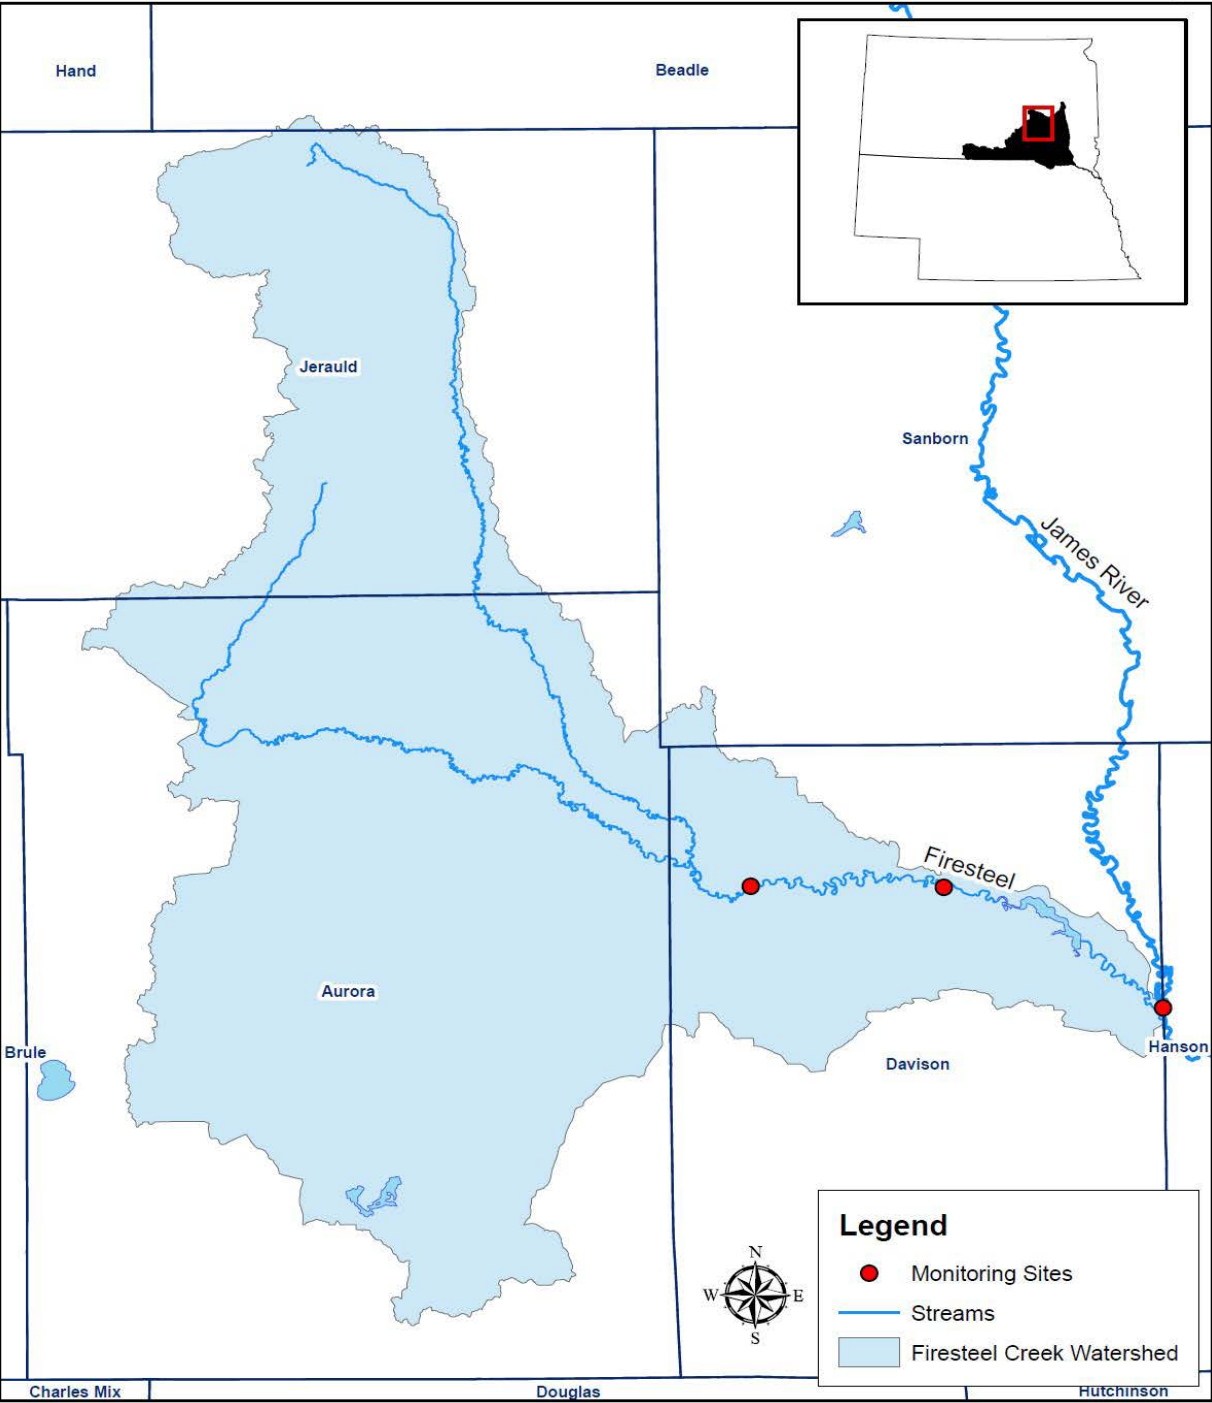 Hand
Beadle
Jerauld
Sanborn
James River
Firesteel
Aurora
Brule
Hanson
Davison
Legend
N
W E
S
Monitoring Sites
Streams
Firesteel Creek Watershed
Charles Mix
Douglas
Hutchinson